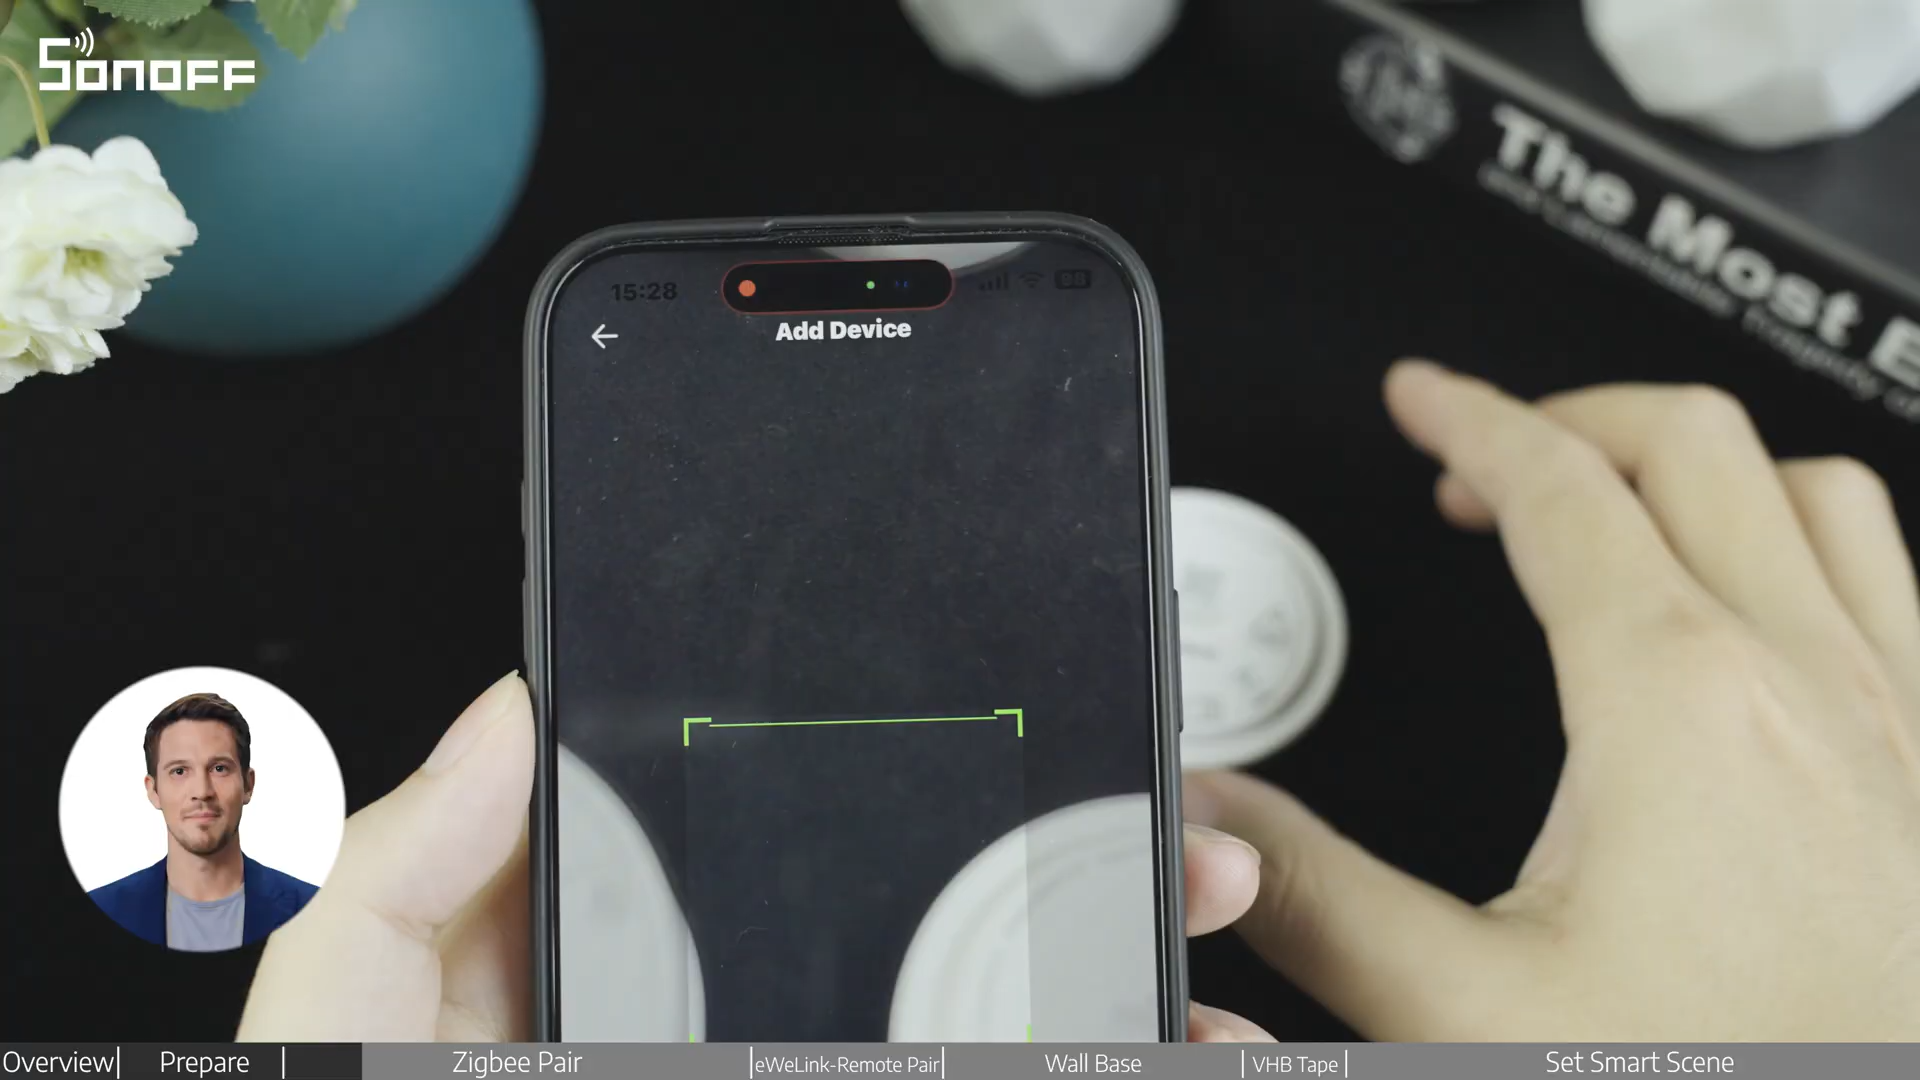 SONOFF
The Most E
15:28
88
Add Device
Overview
Prepare
Zigbee Pair
eWeLink-Remote Pair
Wall Base
VHB Tape
Set Smart Scene